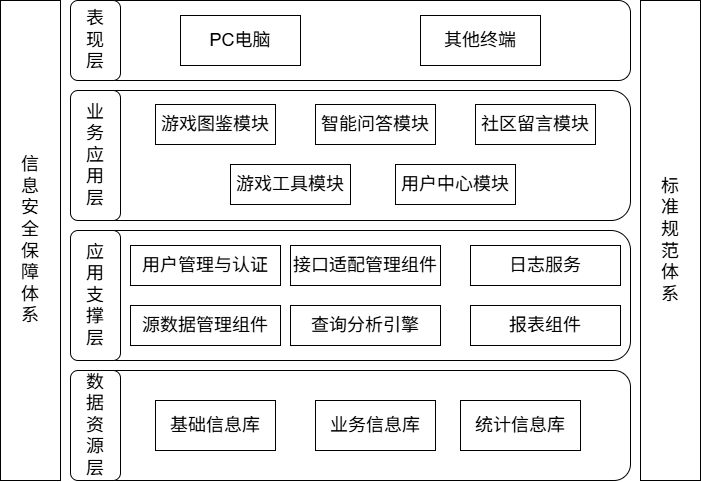 信息安全保障体系
表现层
PC电脑
其他终端
业务应用层
游戏图鉴模块
智能问答模块
社区留言模块
游戏工具模块
用户中心模块
应用支撑层
用户管理与认证
接口适配管理组件
日志服务
源数据管理组件
查询分析引擎
报表组件
数据资源层
基础信息库
业务信息库
统计信息库
标准规范体系